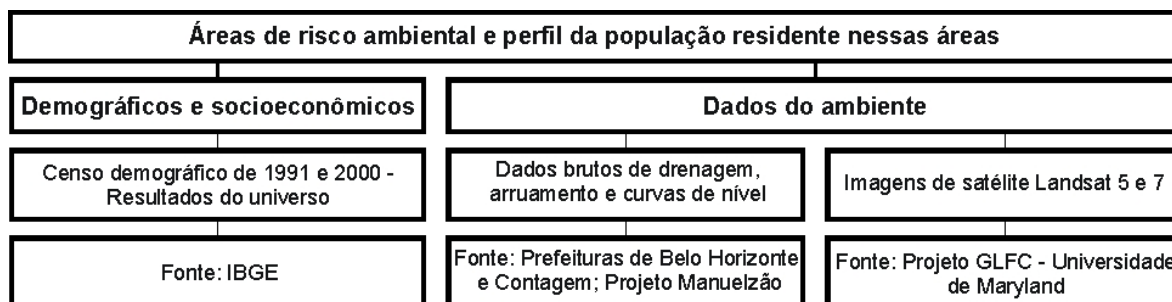 Áreas de risco ambiental e perfil da população residente nessas áreas
Demográficos e socioeconômicos
Dados do ambiente
Censo demográfico de 1991 e 2000 -
Resultados do universo
Dados brutos de drenagem,
arruamento e curvas de nível
Imagens de satélite Landsat 5 e 7
Fonte: IBGE
Fonte: Prefeituras de Belo Horizonte
e Contagem; Projeto Manuelzão
Fonte: Projeto GLFC - Universidade
de Maryland